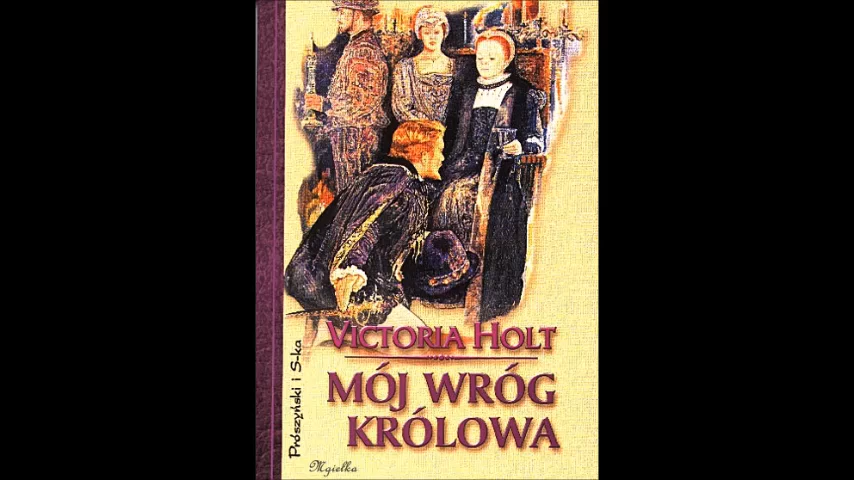 VICTORIA HOLT
MÓJ WRÓG
KRÓLOWA
Prószyński i S-ka
Mgiełka